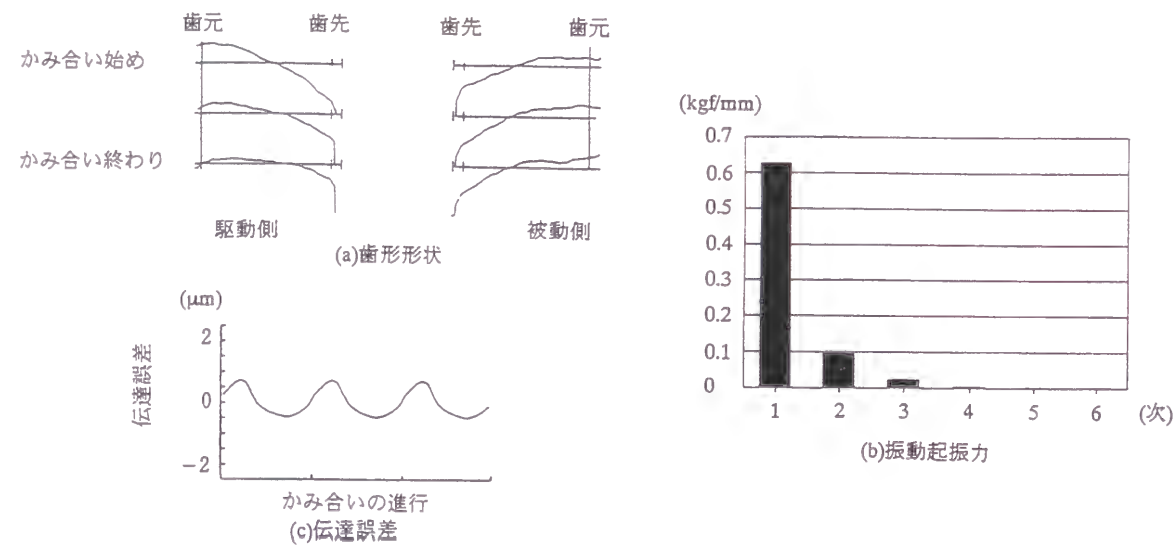 歯元
歯先
歯先
歯元
かみ合い始め
かみ合い終わり
駆動側
被動側
(a)歯形形状
(kgf/mm)
0.7
0.6
0.5
0.4
0.3
0.2
0.1
0
1 2 3 4 5 6 (次)
(b)振動起振力
(μm)
伝達誤差
2
0
−2
かみ合いの進行
(c)伝達誤差